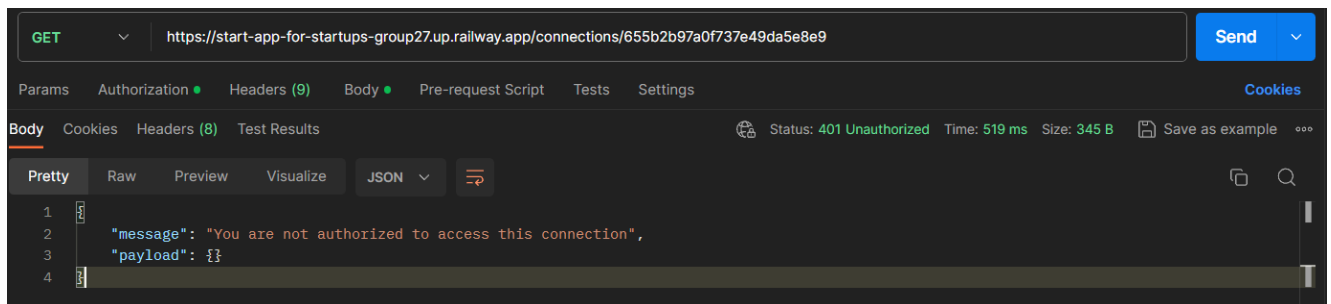 GET https://start-app-for-startups-group27.up.railway.app/connections/655b2b97a0f737e49da5e8e9 Send
Params Authorization Headers (9) Body Pre-request Script Tests Settings Cookies
Body Cookies Headers (8) Test Results Status: 401 Unauthorized Time: 519 ms Size: 345 B Save as example
Pretty Raw Preview Visualize JSON
1 {
2 "message": "You are not authorized to access this connection",
3 "payload": {}
4 }